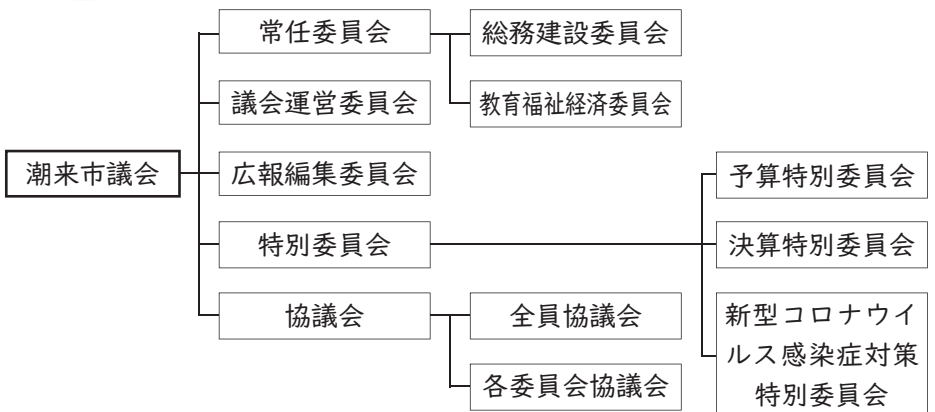 潮来市議会
常任委員会
総務建設委員会
教育福祉経済委員会
議会運営委員会
広報編集委員会
特別委員会
予算特別委員会
決算特別委員会
新型コロナウイ
ルス感染症対策
特別委員会
協議会
全員協議会
各委員会協議会